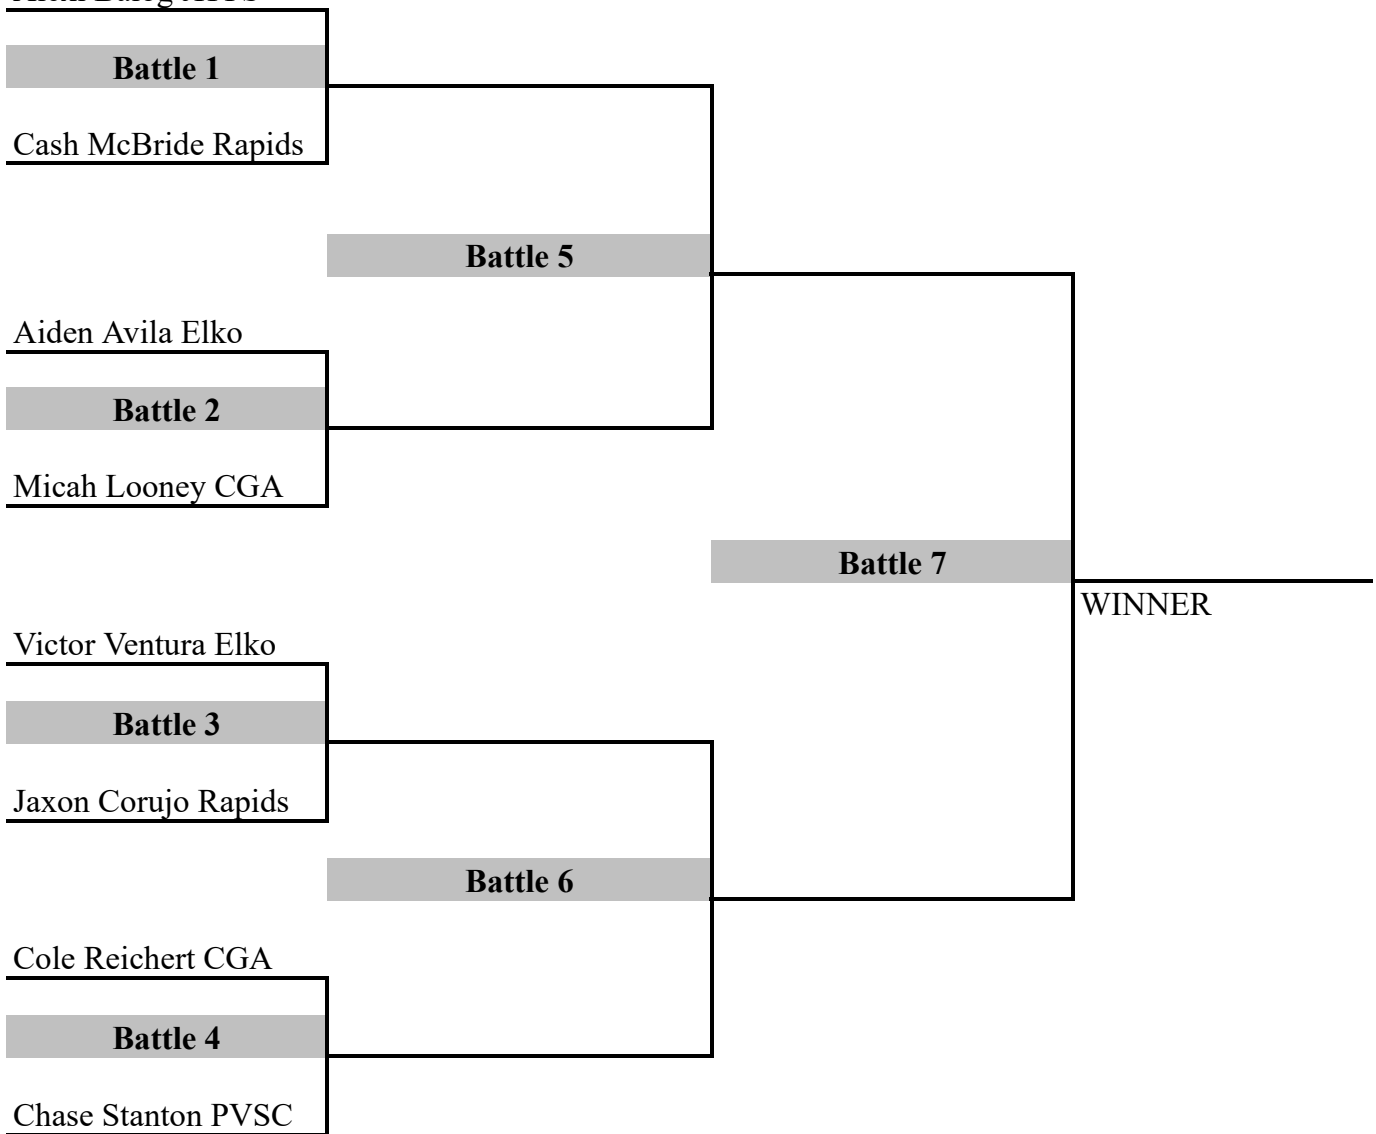 Battle 1
Cash McBride Rapids
Battle 5
Aiden Avila Elko
Battle 2
Micah Looney CGA
Battle 7
WINNER
Victor Ventura Elko
Battle 3
Jaxon Corujo Rapids
Battle 6
Cole Reichert CGA
Battle 4
Chase Stanton PVSC